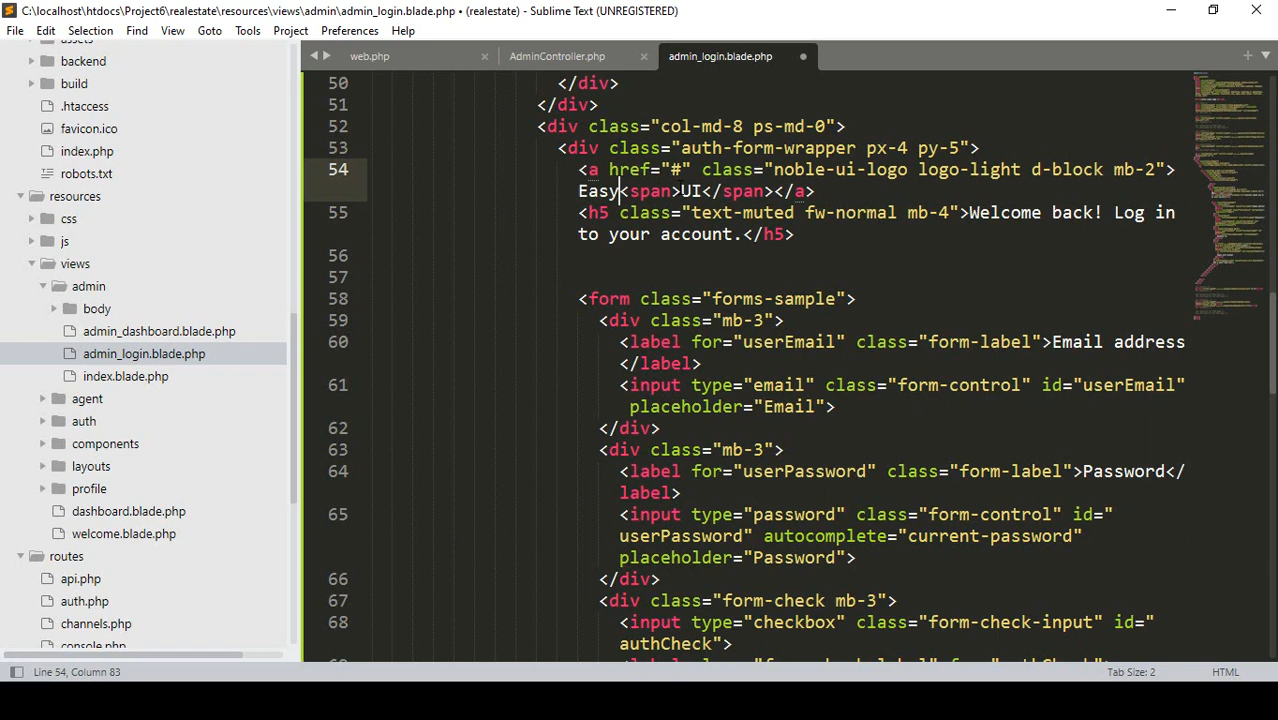 C:\localhost\htdocs\Project6\realestate\resources\views\admin\admin_login.blade.php • (realestate) - Sublime Text (UNREGISTERED)
File Edit Selection Find View Goto Tools Project Preferences Help
web.php AdminController.php admin_login.blade.php
backend
build
.htaccess
favicon.ico
index.php
robots.txt
resources
css
js
views
admin
body
admin_dashboard.blade.php
admin_login.blade.php
index.blade.php
agent
auth
components
layouts
profile
dashboard.blade.php
welcome.blade.php
routes
api.php
auth.php
channels.php
console.php
50 </div>
51 </div>
52 <div class="col-md-8 ps-md-0">
53 <div class="auth-form-wrapper px-4 py-5">
54 <a href="#" class="noble-ui-logo logo-light d-block mb-2">
Easy<span>UI</span></a>
55 <h5 class="text-muted fw-normal mb-4">Welcome back! Log in
to your account.</h5>
56
57
58 <form class="forms-sample">
59 <div class="mb-3">
60 <label for="userEmail" class="form-label">Email address
</label>
61 <input type="email" class="form-control" id="userEmail"
placeholder="Email">
62 </div>
63 <div class="mb-3">
64 <label for="userPassword" class="form-label">Password</
label>
65 <input type="password" class="form-control" id="
userPassword" autocomplete="current-password"
placeholder="Password">
66 </div>
67 <div class="form-check mb-3">
68 <input type="checkbox" class="form-check-input" id="
authCheck">
Line 54, Column 83 Tab Size: 2 HTML